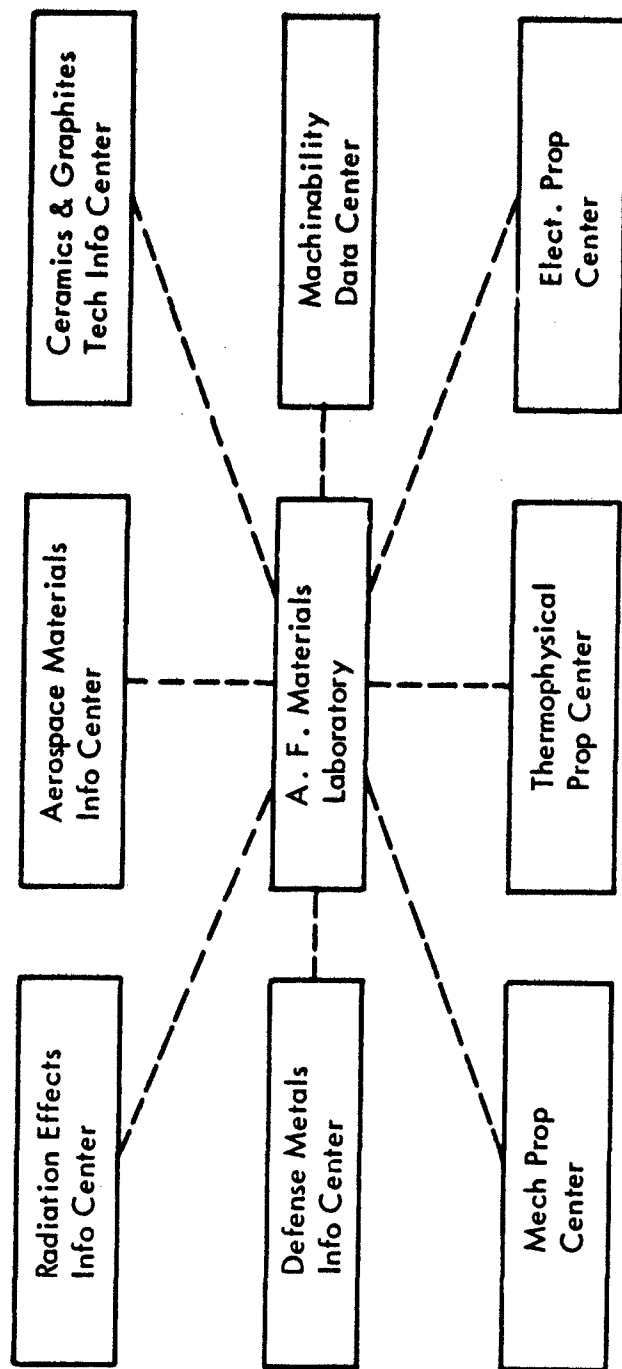 Radiation Effects
Info Center
Aerospace Materials
Info Center
Ceramics & Graphites
Tech Info Center
Defense Metals
Info Center
A. F. Materials
Laboratory
Machinability
Data Center
Mech Prop
Center
Thermophysical
Prop Center
Elect. Prop
Center